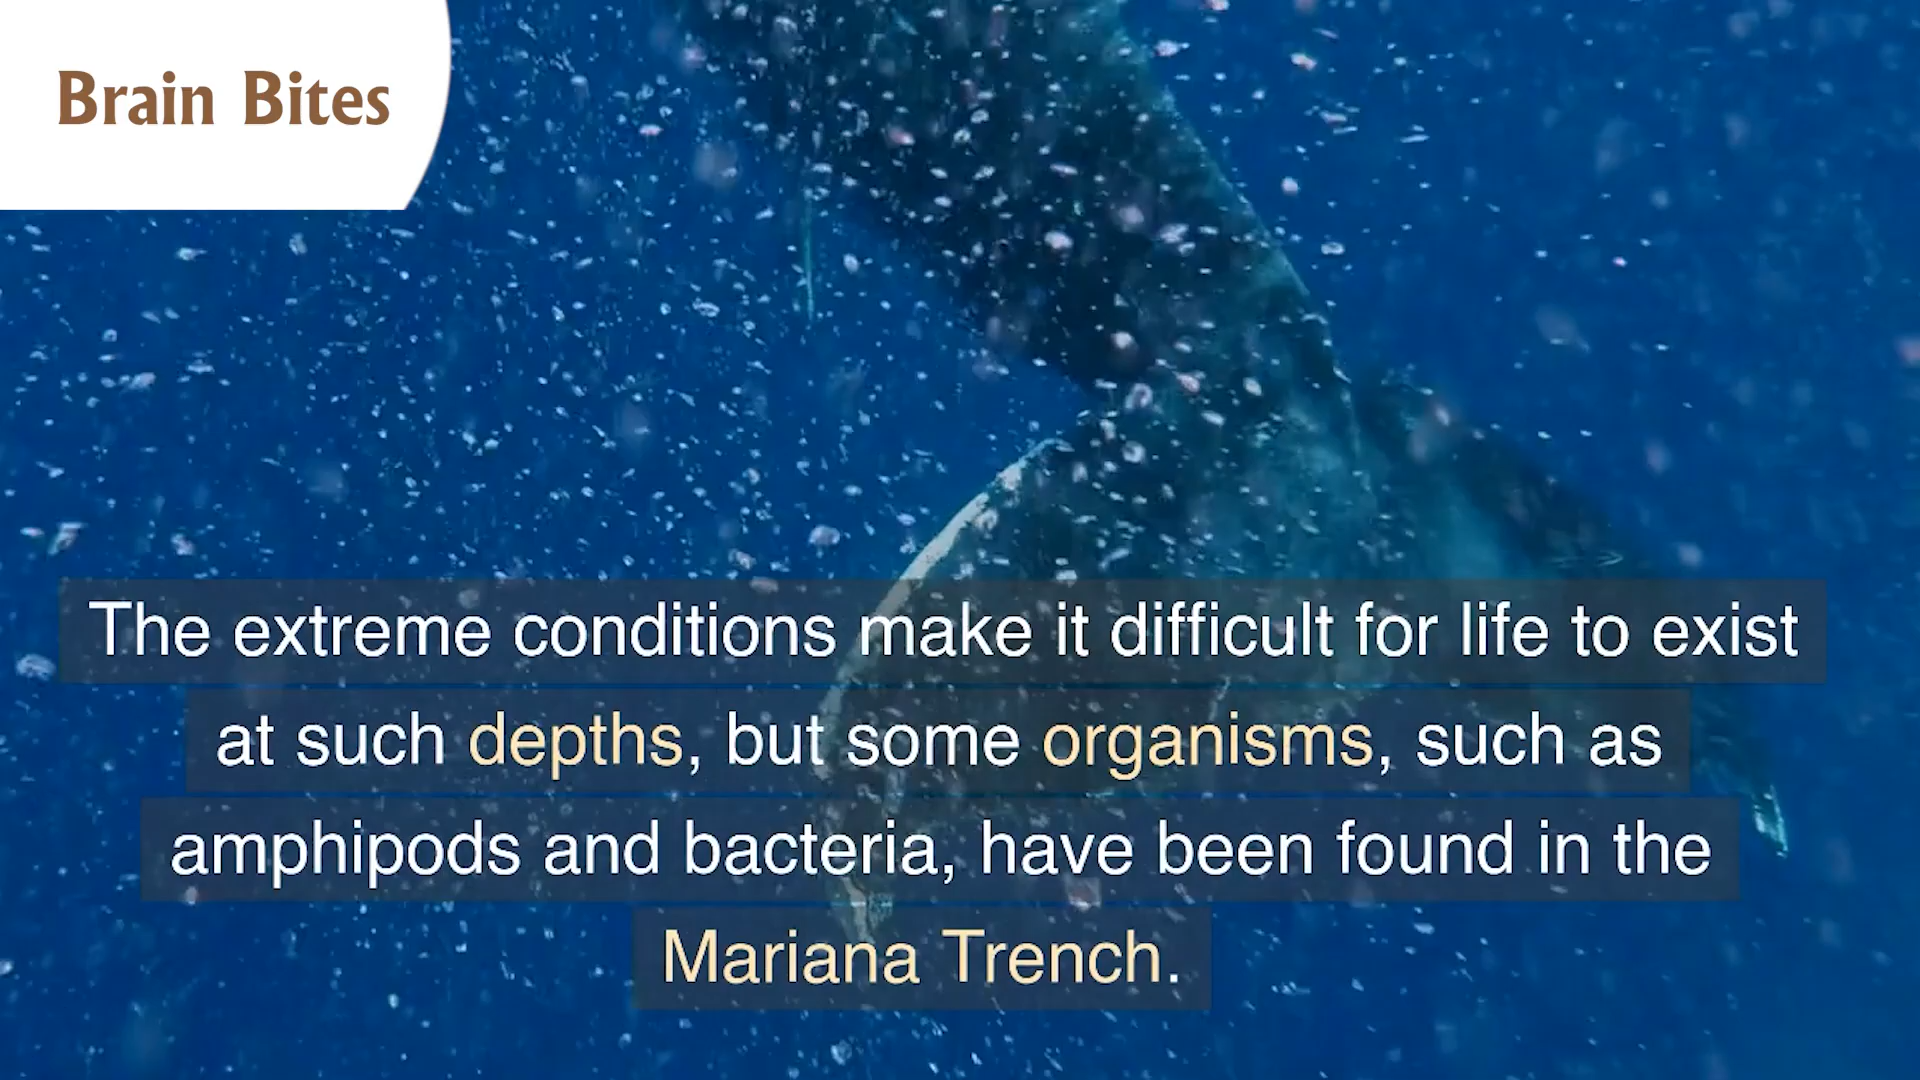 Brain Bites
The extreme conditions make it difficult for life to exist
at such depths, but some organisms, such as
amphipods and bacteria, have been found in the
Mariana Trench.